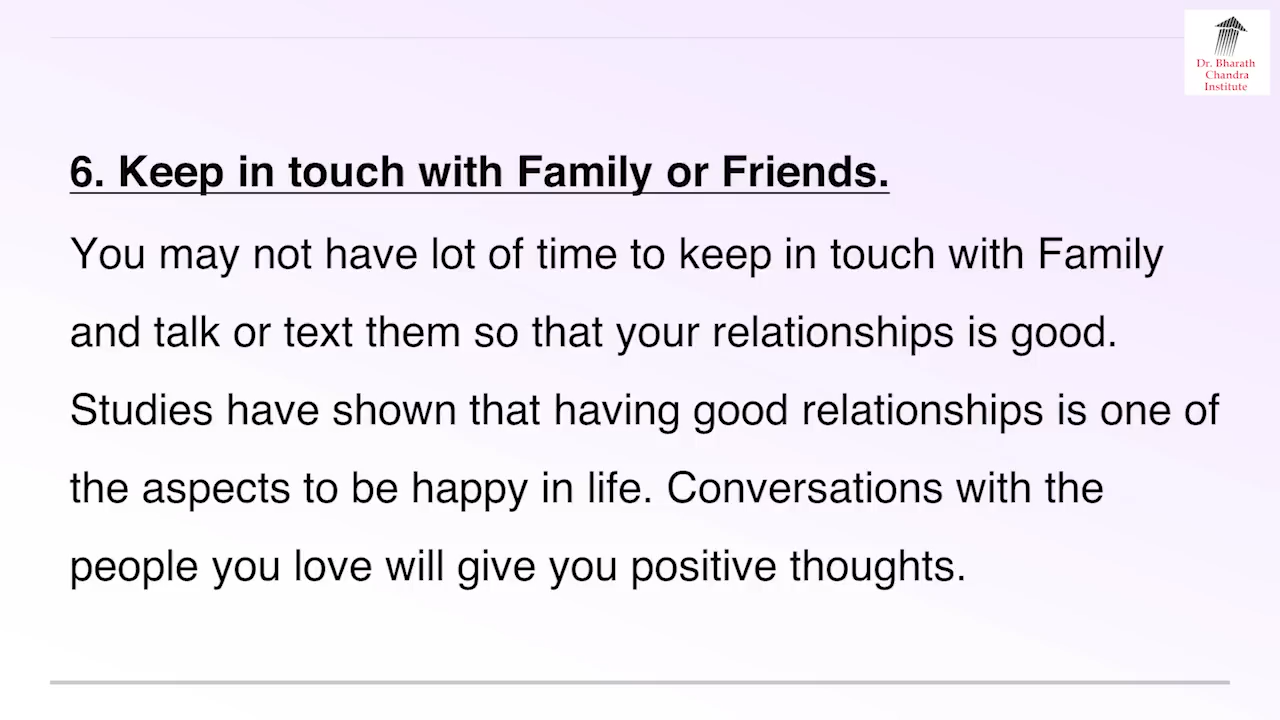 Dr. Bharath
Chandra
Institute
6. Keep in touch with Family or Friends.
You may not have lot of time to keep in touch with Family
and talk or text them so that your relationships is good.
Studies have shown that having good relationships is one of
the aspects to be happy in life. Conversations with the
people you love will give you positive thoughts.